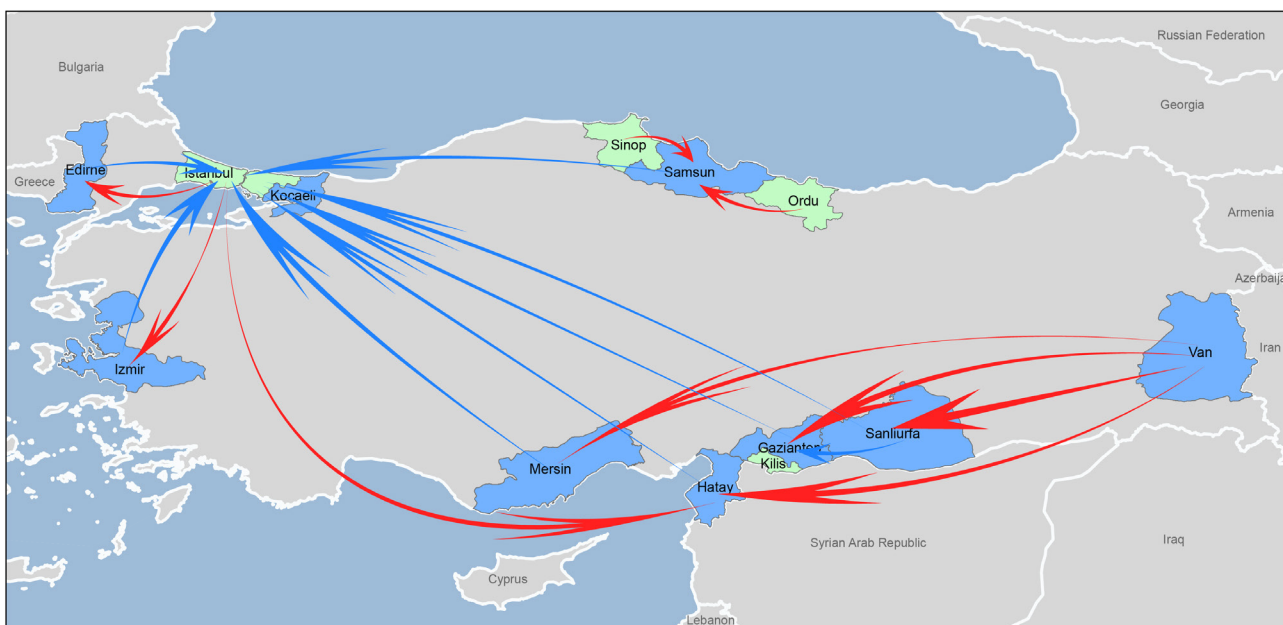 Russian Federation
Bulgaria
Georgia
Sinop
Edirne
Istanbul
Samsun
Greece
Kocaeli
Ordu
Armenia
Azerbaija
Van
Iran
Izmir
Sanliurfa
Gaziantep
Kilis
Mersin
Hatay
Syrian Arab Republic
Iraq
Cyprus
Lebanon